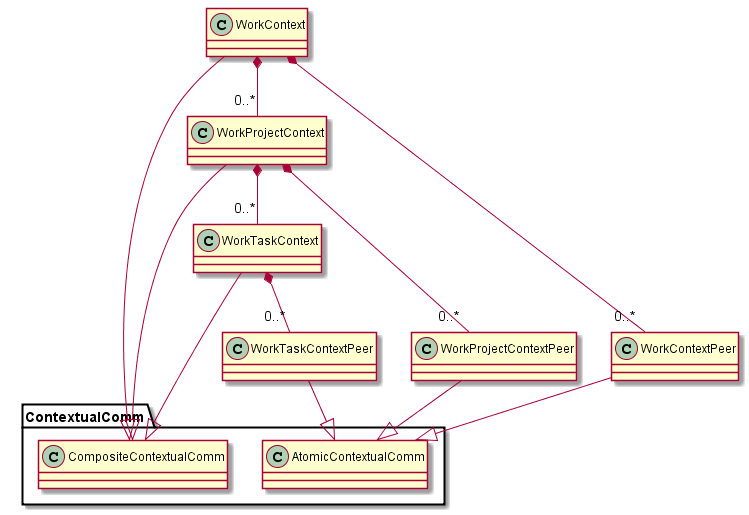 C WorkContext
0..*
C WorkProjectContext
0..*
C WorkTaskContext
0..*
0..*
0..*
C WorkTaskContextPeer
C WorkProjectContextPeer
C WorkContextPeer
ContextualComm
C CompositeContextualComm
C AtomicContextualComm